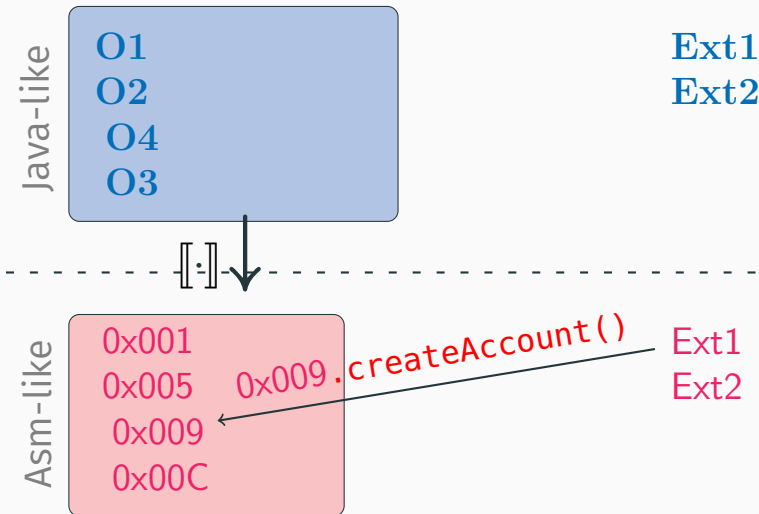 Java-like
O1
O2
O4
O3
Ext1
Ext2
⟦·⟧
Asm-like
0x001
0x005
0x009
0x00C
0x009.createAccount()
Ext1
Ext2